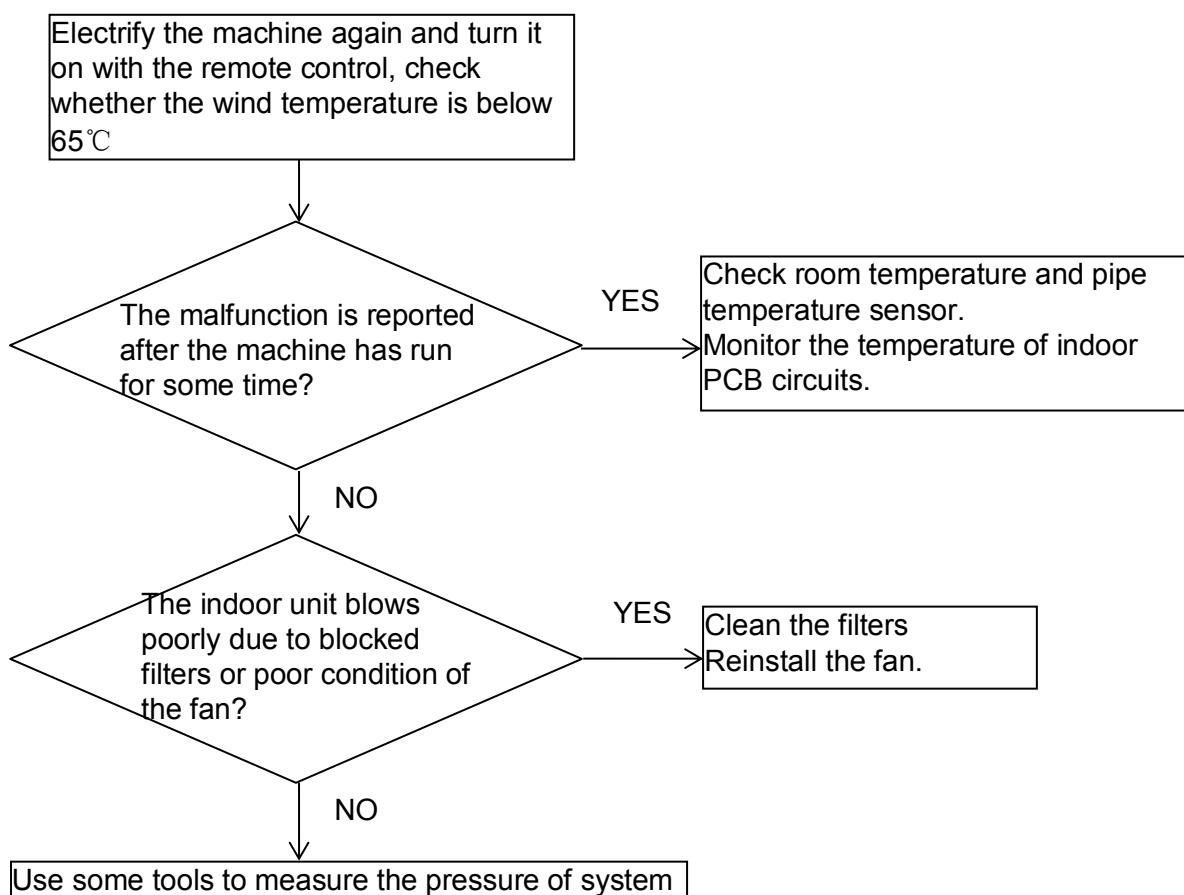 Electrify the machine again and turn it
on with the remote control, check
whether the wind temperature is below
65℃
The malfunction is reported
after the machine has run
for some time?
YES
Check room temperature and pipe
temperature sensor.
Monitor the temperature of indoor
PCB circuits.
NO
The indoor unit blows
poorly due to blocked
filters or poor condition of
the fan?
YES
Clean the filters
Reinstall the fan.
NO
Use some tools to measure the pressure of system